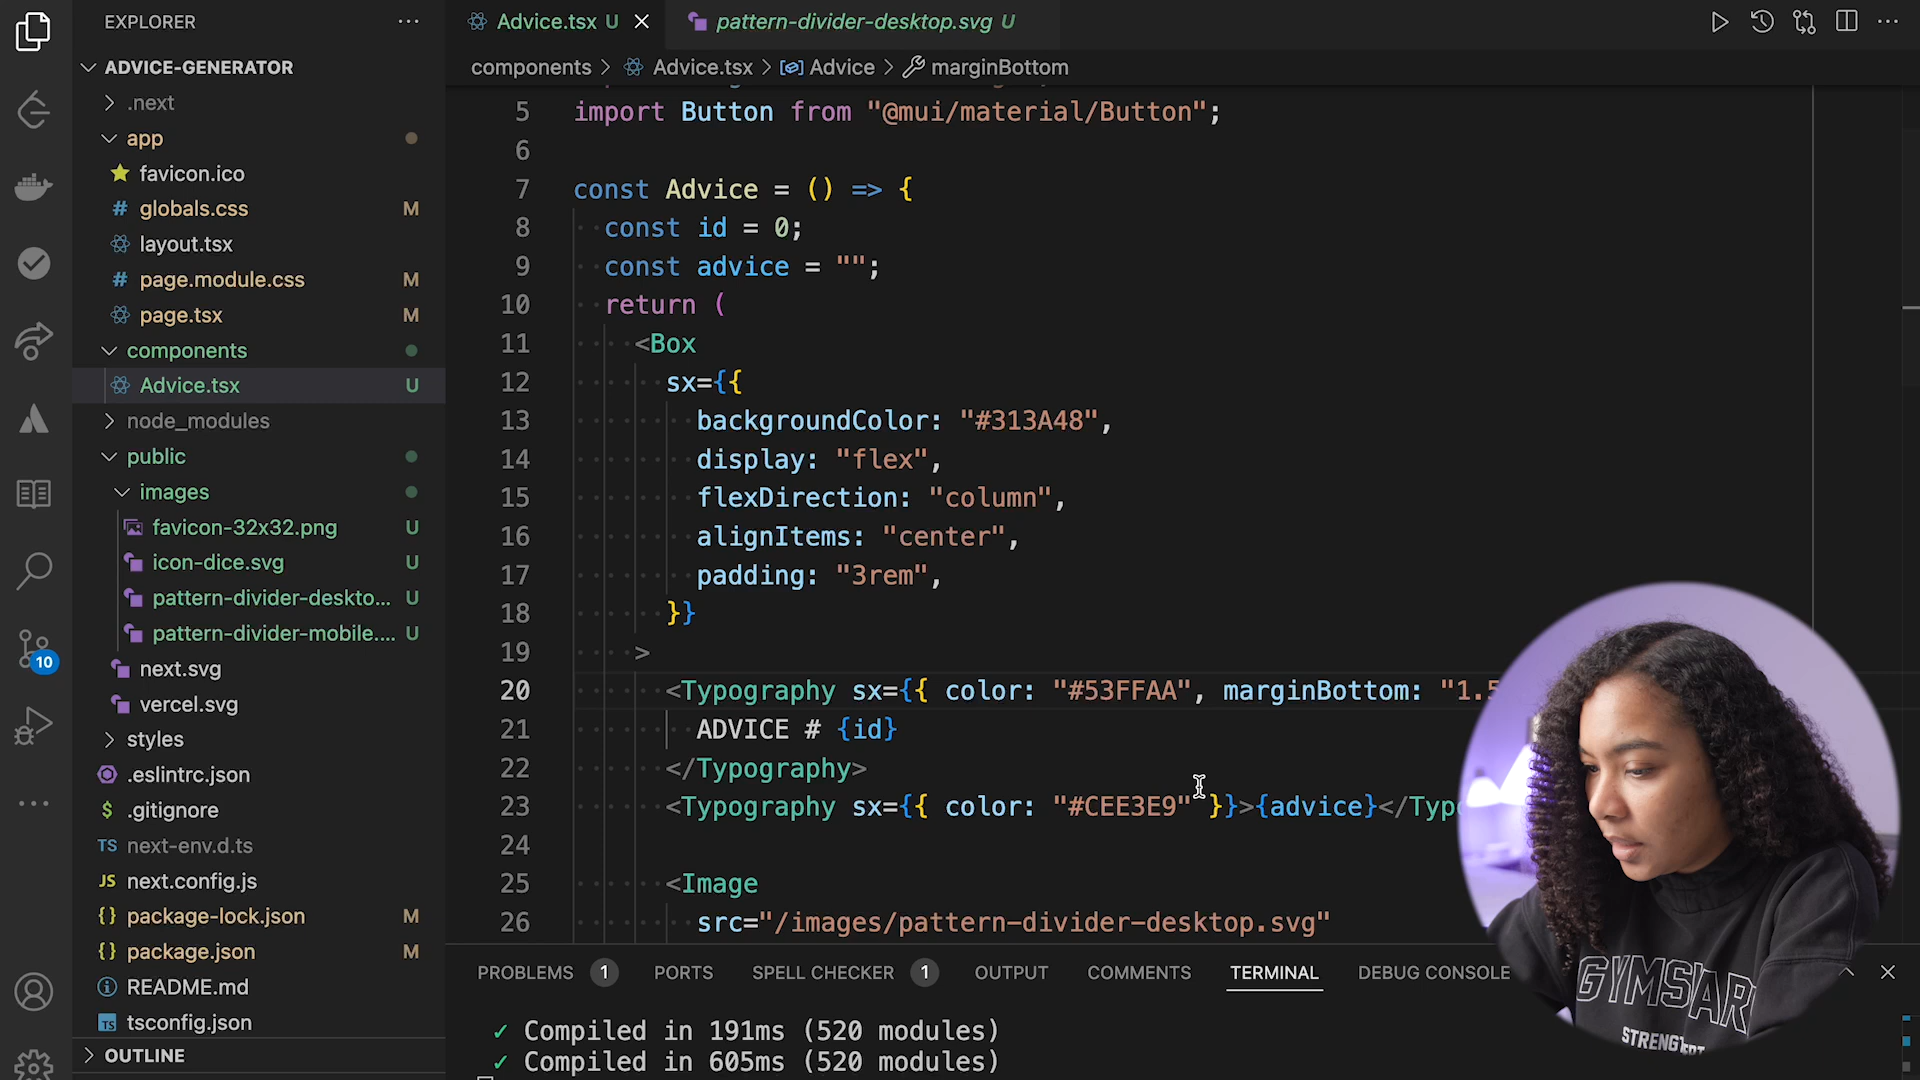 EXPLORER
ADVICE-GENERATOR
.next
app
favicon.ico
globals.css M
layout.tsx
page.module.css M
page.tsx M
components
Advice.tsx U
node_modules
public
images
favicon-32x32.png U
icon-dice.svg U
pattern-divider-deskto... U
pattern-divider-mobile.... U
next.svg
vercel.svg
styles
.eslintrc.json
.gitignore
TS next-env.d.ts
JS next.config.js
{} package-lock.json M
{} package.json M
README.md
TS tsconfig.json
OUTLINE
10
Advice.tsx U
pattern-divider-desktop.svg U
components > Advice.tsx > Advice > marginBottom
5 import Button from "@mui/material/Button";
6
7 const Advice = () => {
8 const id = 0;
9 const advice = "";
10 return (
11 <Box
12 sx={{
13 backgroundColor: "#313A48",
14 display: "flex",
15 flexDirection: "column",
16 alignItems: "center",
17 padding: "3rem",
18 }}
19 >
20 <Typography sx={{ color: "#53FFAA", marginBottom: "1.5
21 ADVICE # {id}
22 </Typography>
23 <Typography sx={{ color: "#CEE3E9" }}>{advice}</Typ
24
25 <Image
26 src="/images/pattern-divider-desktop.svg"
PROBLEMS 1 PORTS SPELL CHECKER 1 OUTPUT COMMENTS TERMINAL DEBUG CONSOLE
✓ Compiled in 191ms (520 modules)
✓ Compiled in 605ms (520 modules)
GYMSHAR